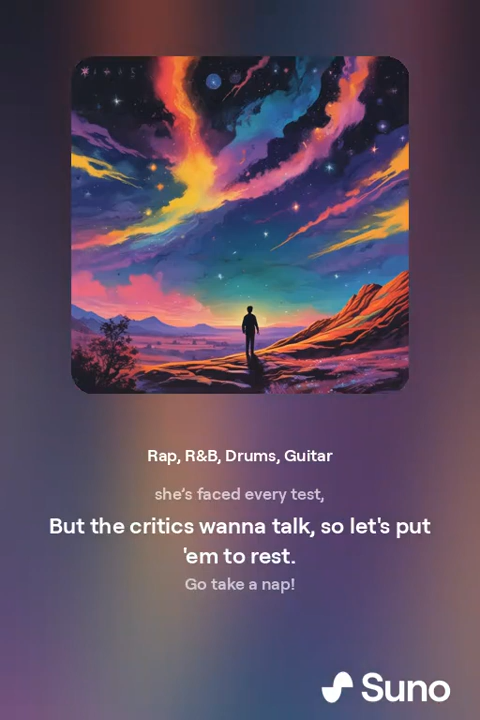 Rap, R&B, Drums, Guitar
she's faced every test,
But the critics wanna talk, so let's put
'em to rest.
Go take a nap!
Suno